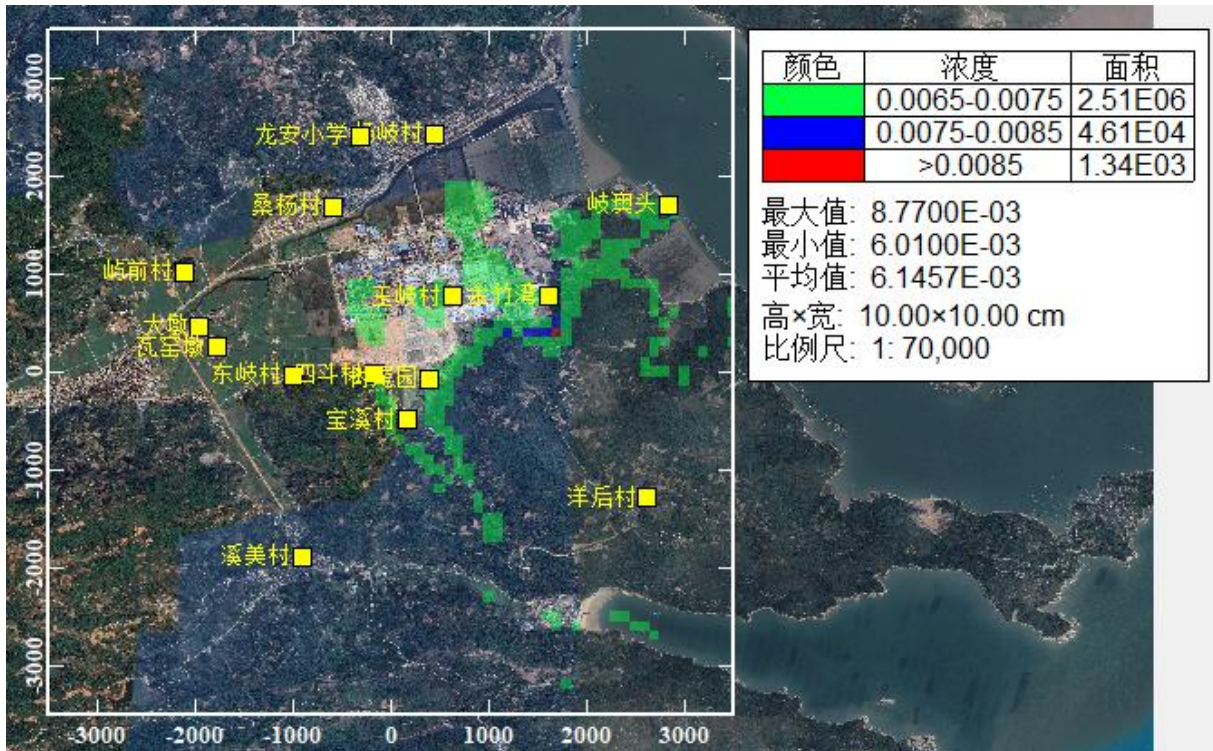 颜色 浓度 面积
0.0065-0.0075 2.51E06
0.0075-0.0085 4.61E04
>0.0085 1.34E03
最大值: 8.7700E-03
最小值: 6.0100E-03
平均值: 6.1457E-03
高×宽: 10.00×10.00 cm
比例尺: 1: 70,000
龙安小学
岐村
桑杨村
岐澳头
屿前村
玉岐村
竹湾
大墩
瓦窑墩
东岐村
四斗
园
宝溪村
洋后村
溪美村
3000
2000
1000
0
-1000
-2000
-3000
-3000 -2000 -1000 0 1000 2000 3000